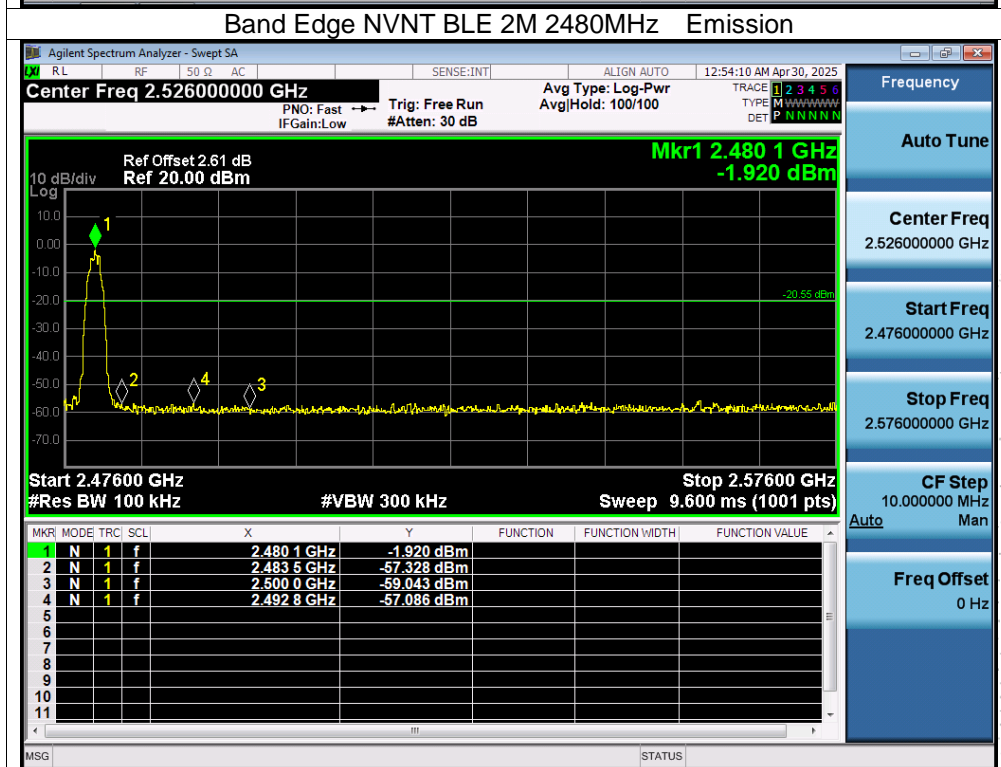 Band Edge NVNT BLE 2M 2480MHz Emission
Agilent Spectrum Analyzer - Swept SA
LXI RL RF 50 Ω AC SENSE:INT ALIGN AUTO 12:54:10 AM Apr 30, 2025
Center Freq 2.526000000 GHz
PNO: Fast
IFGain:Low
Trig: Free Run
#Atten: 30 dB
Avg Type: Log-Pwr
Avg|Hold: 100/100
TRACE 1 2 3 4 5 6
TYPE M WWWWW
DET P N N N N N
Frequency
Auto Tune
Center Freq
2.526000000 GHz
Start Freq
2.476000000 GHz
Stop Freq
2.576000000 GHz
CF Step
10.000000 MHz
Auto Man
Freq Offset
0 Hz
Mkr1 2.480 1 GHz
-1.920 dBm
Ref Offset 2.61 dB
10 dB/div Ref 20.00 dBm
Log
10.0
0.00
-10.0
-20.0
-30.0
-40.0
-50.0
-60.0
-70.0
1
-20.55 dBm
2
4
3
Start 2.47600 GHz Stop 2.57600 GHz
#Res BW 100 kHz #VBW 300 kHz Sweep 9.600 ms (1001 pts)
MKR MODE TRC SCL X Y FUNCTION FUNCTION WIDTH FUNCTION VALUE
1 N 1 f 2.480 1 GHz -1.920 dBm
2 N 1 f 2.483 5 GHz -57.328 dBm
3 N 1 f 2.500 0 GHz -59.043 dBm
4 N 1 f 2.492 8 GHz -57.086 dBm
5
6
7
8
9
10
11
MSG STATUS